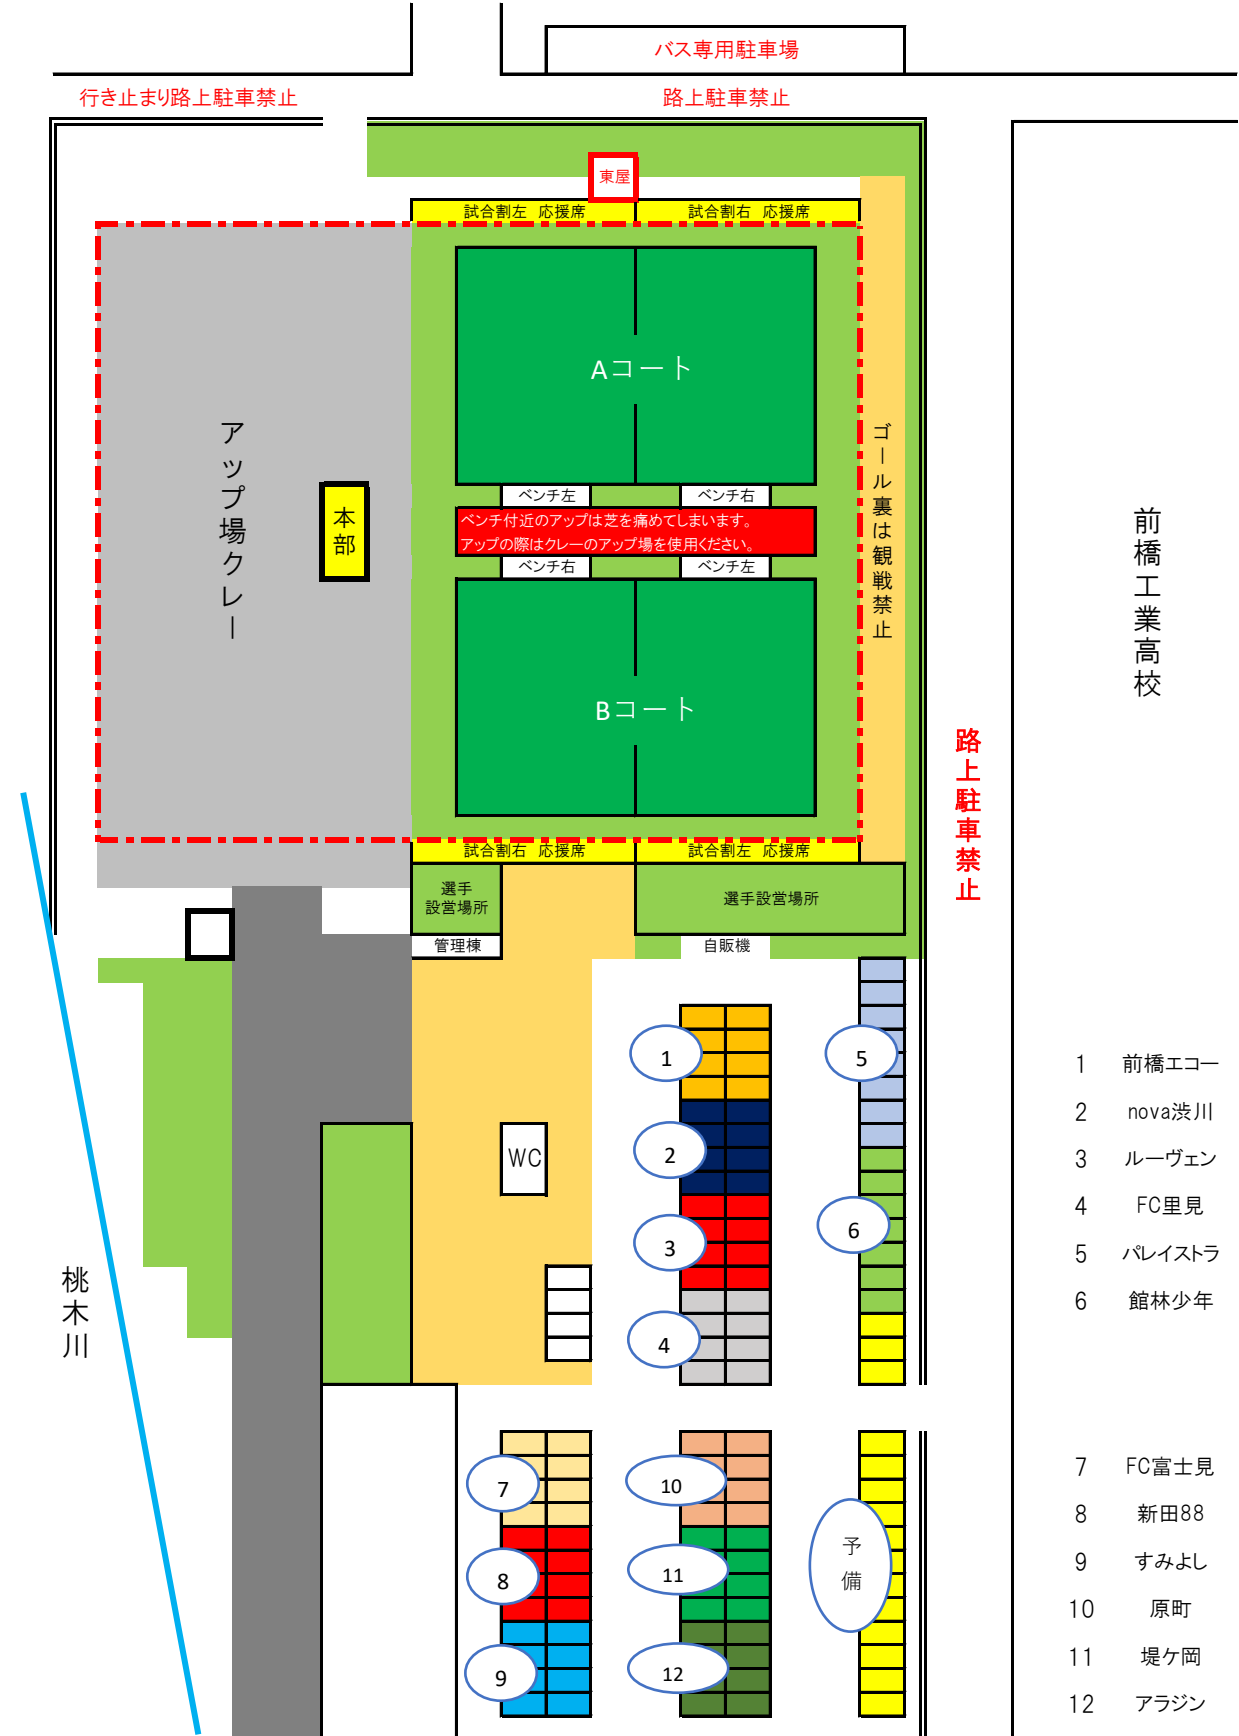 バス専用駐車場
行き止まり路上駐車禁止
路上駐車禁止
東屋
試合割左 応援席
試合割右 応援席
Aコート
アップ場クレー
本部
ゴール裏は観戦禁止
前橋工業高校
ベンチ左
ベンチ右
ベンチ付近のアップは芝を痛めてしまいます。
アップの際はクレーのアップ場を使用ください。
ベンチ右
ベンチ左
Bコート
路上駐車禁止
試合割右 応援席
試合割左 応援席
選手
設営場所
選手設営場所
管理棟
自販機
1
5
2
WC
3
6
4
桃木川
7
10
8
11
予備
9
12
1 前橋エコー
2 nova渋川
3 ルーヴェン
4 FC里見
5 パレイストラ
6 館林少年
7 FC富士見
8 新田88
9 すみよし
10 原町
11 堤ケ岡
12 アラジン